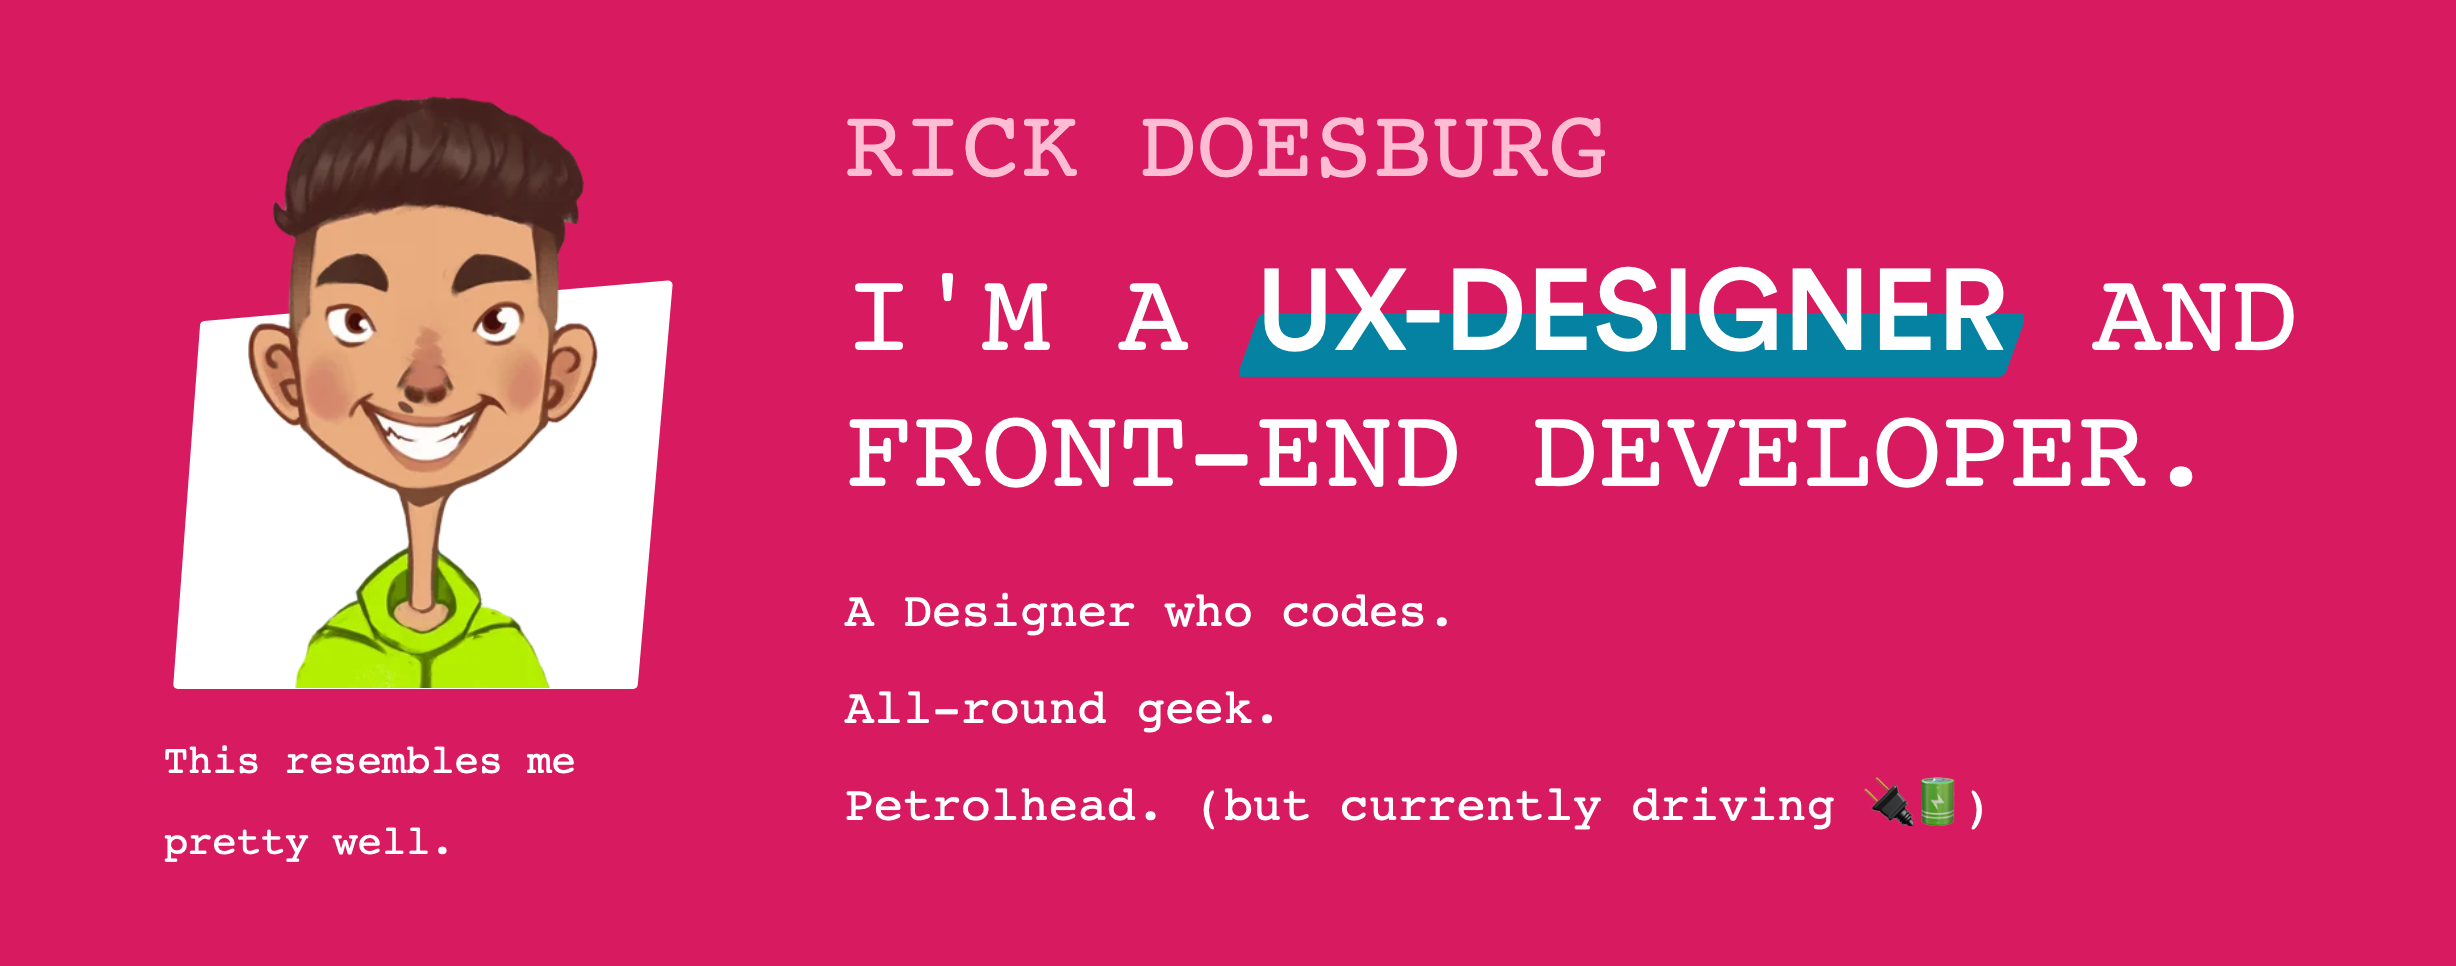 RICK DOESBURG
I'M A UX-DESIGNER AND
FRONT-END DEVELOPER.
A Designer who codes.
All-round geek.
Petrolhead. (but currently driving 🔌🔋)
This resembles me
pretty well.